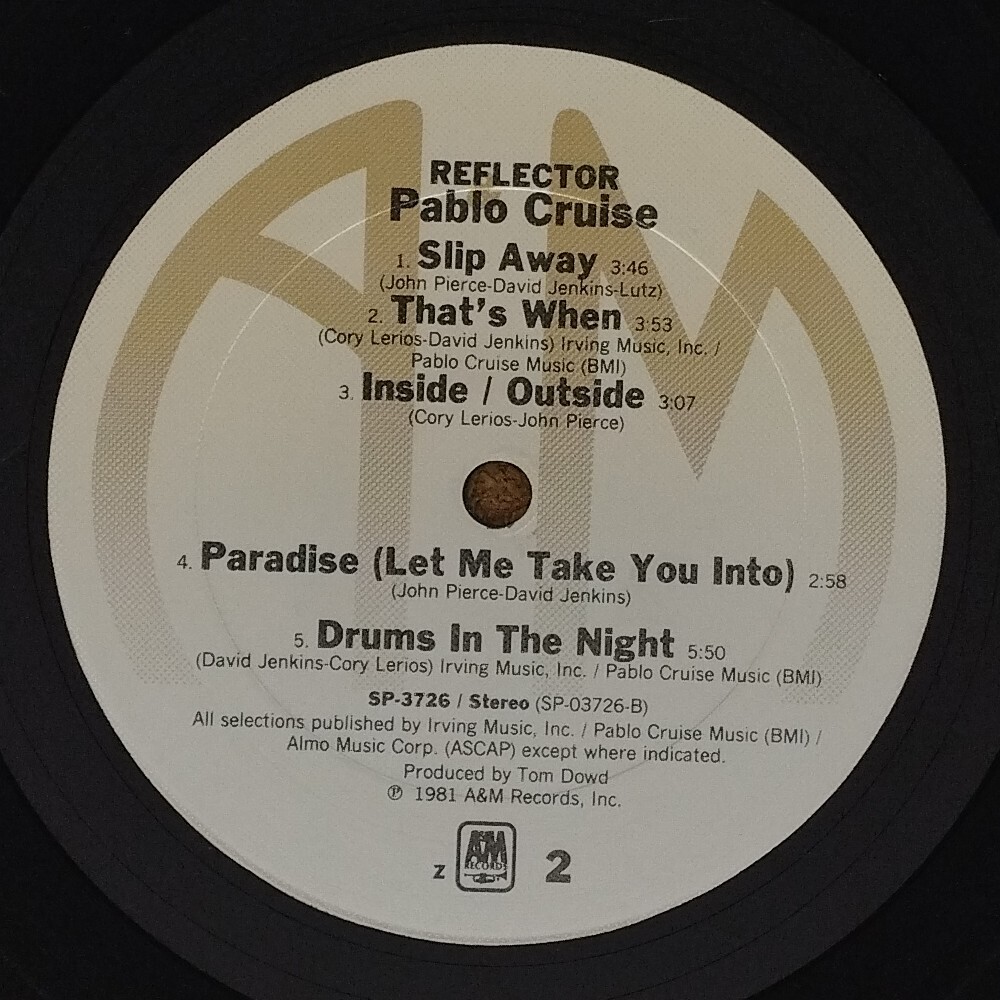 REFLECTOR
Pablo Cruise
1. Slip Away 3:46
(John Pierce-David Jenkins-Lutz)
2. That's When 3:53
(Cory Lerios-David Jenkins) Irving Music, Inc. /
Pablo Cruise Music (BMI)
3. Inside / Outside 3:07
(Cory Lerios-John Pierce)
4. Paradise (Let Me Take You Into) 2:58
(John Pierce-David Jenkins)
5. Drums In The Night 5:50
(David Jenkins-Cory Lerios) Irving Music, Inc. / Pablo Cruise Music (BMI)
SP-3726 / Stereo (SP-03726-B)
All selections published by Irving Music, Inc. / Pablo Cruise Music (BMI) /
Almo Music Corp. (ASCAP) except where indicated.
Produced by Tom Dowd
℗ 1981 A&M Records, Inc.
Z A&M RECORDS 2